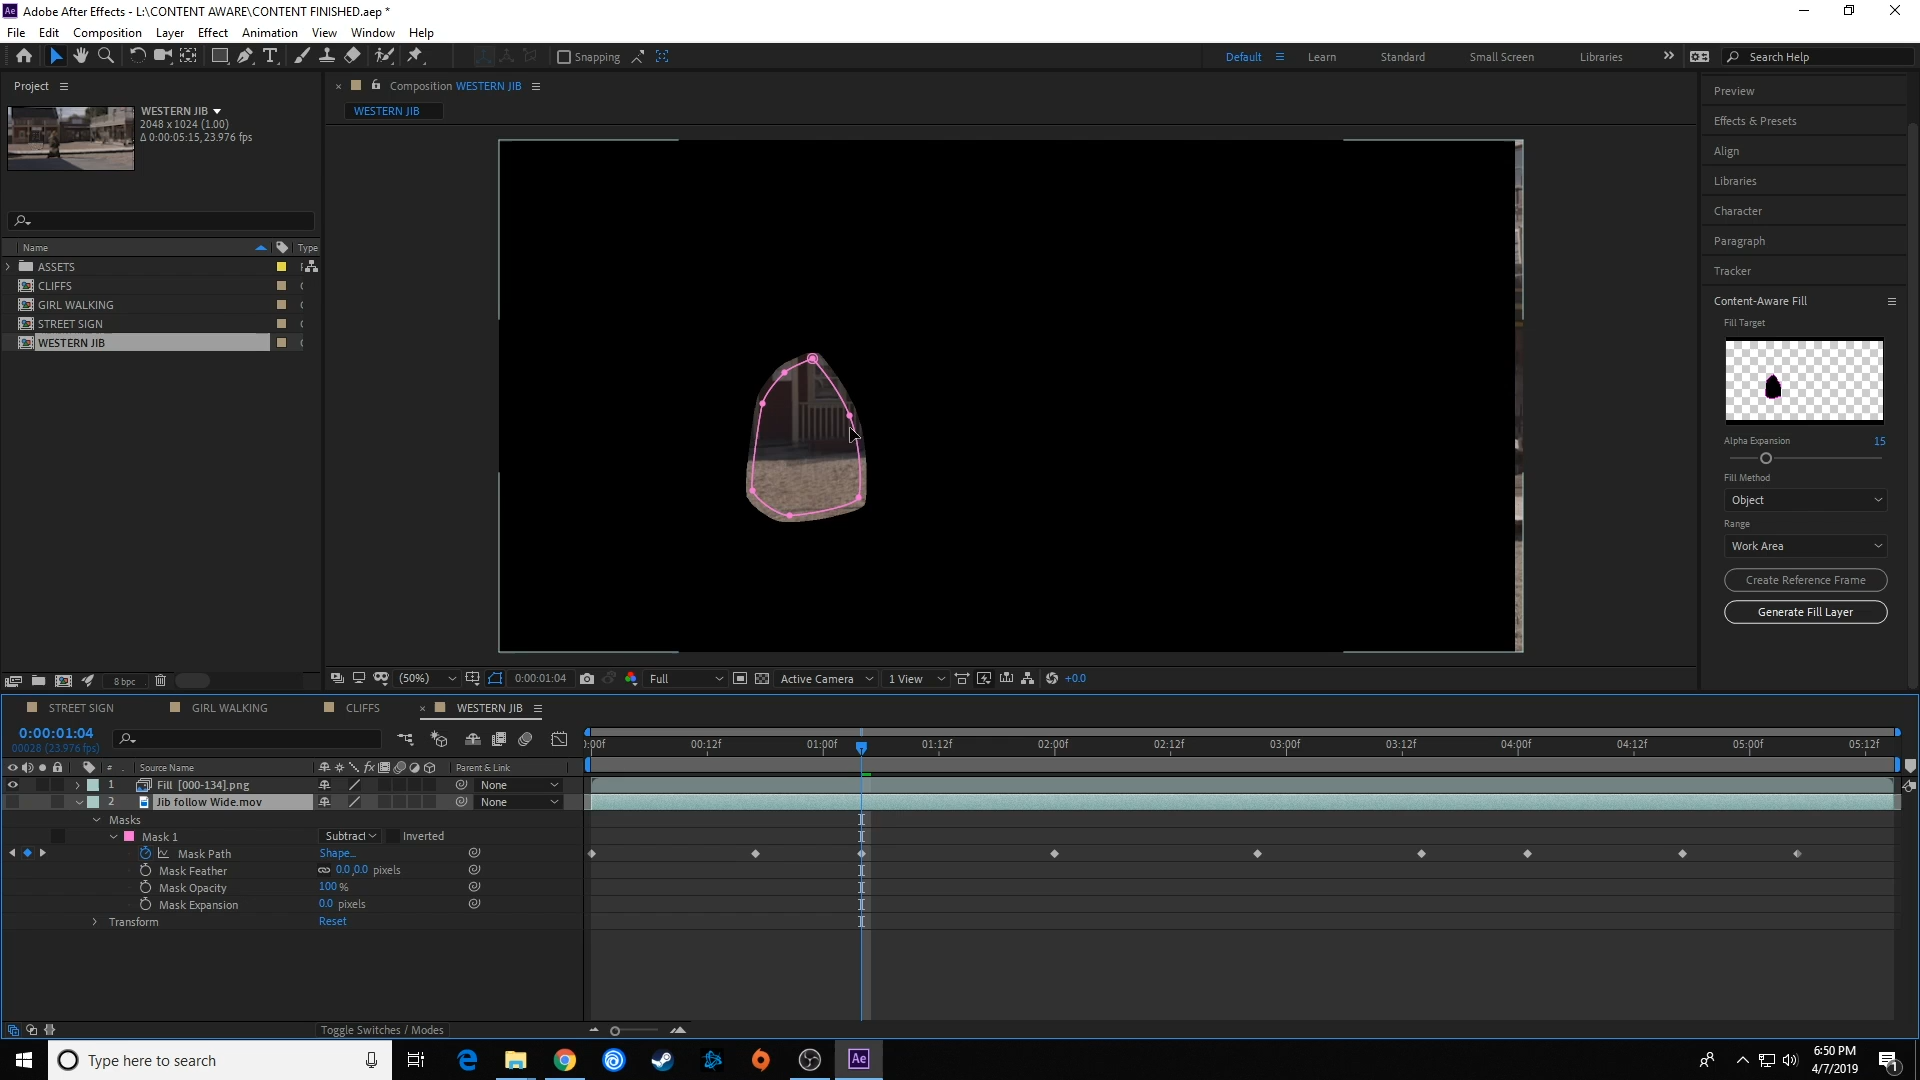 Ae Adobe After Effects - L:\CONTENT AWARE\CONTENT FINISHED.aep *
File Edit Composition Layer Effect Animation View Window Help
Snapping Default Learn Standard Small Screen Libraries Search Help
Project
Composition WESTERN JIB
WESTERN JIB
WESTERN JIB
2048 x 1024 (1.00)
Δ 0:00:05:15, 23.976 fps
Name Type
ASSETS
CLIFFS
GIRL WALKING
STREET SIGN
WESTERN JIB
8 bpc
(50%) 0:00:01:04 Full Active Camera 1 View +0.0
Preview
Effects & Presets
Align
Libraries
Character
Paragraph
Tracker
Content-Aware Fill
Fill Target
Alpha Expansion 15
Fill Method
Object
Range
Work Area
Create Reference Frame
Generate Fill Layer
STREET SIGN GIRL WALKING CLIFFS WESTERN JIB
0:00:01:04
00028 (23.976 fps)
):00f 00:12f 01:00f 01:12f 02:00f 02:12f 03:00f 03:12f 04:00f 04:12f 05:00f 05:12f
# Source Name fx Parent & Link
1 Fill [000-134].png None
2 Jib follow Wide.mov None
Masks
Mask 1 Subtract Inverted
Mask Path Shape...
Mask Feather 0.0,0.0 pixels
Mask Opacity 100 %
Mask Expansion 0.0 pixels
Transform Reset
Toggle Switches / Modes
Type here to search
Ae
6:50 PM
4/7/2019
1